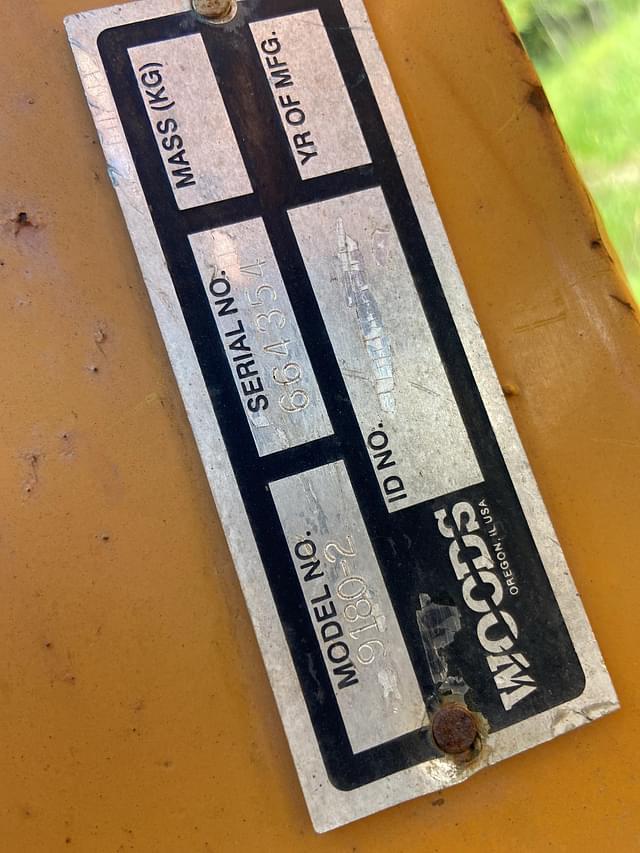 WOODS
OREGON, IL USA
MODEL NO.
9180-2
SERIAL NO.
664354
MASS (KG)
ID NO.
YR OF MFG.